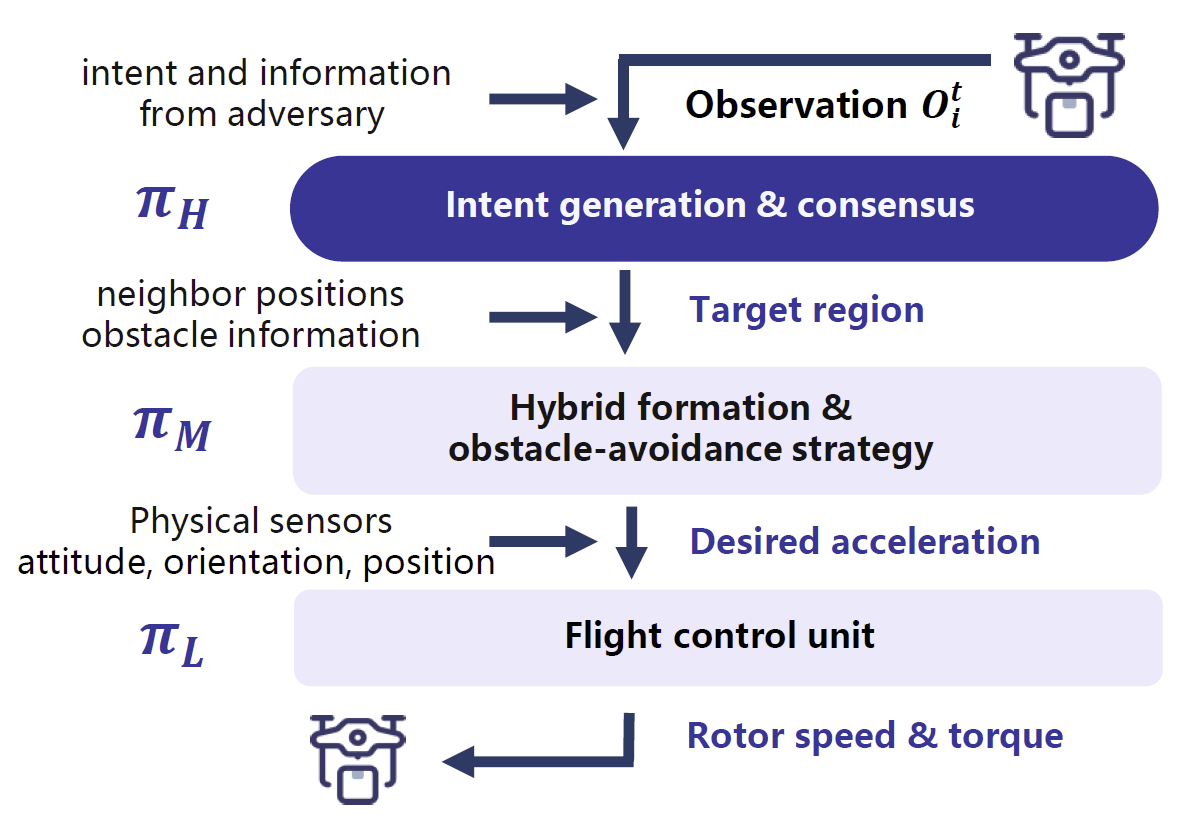 intent and information
from adversary
Observation O_i^t
π_H
Intent generation & consensus
neighbor positions
obstacle information
Target region
π_M
Hybrid formation &
obstacle-avoidance strategy
Physical sensors
attitude, orientation, position
Desired acceleration
π_L
Flight control unit
Rotor speed & torque